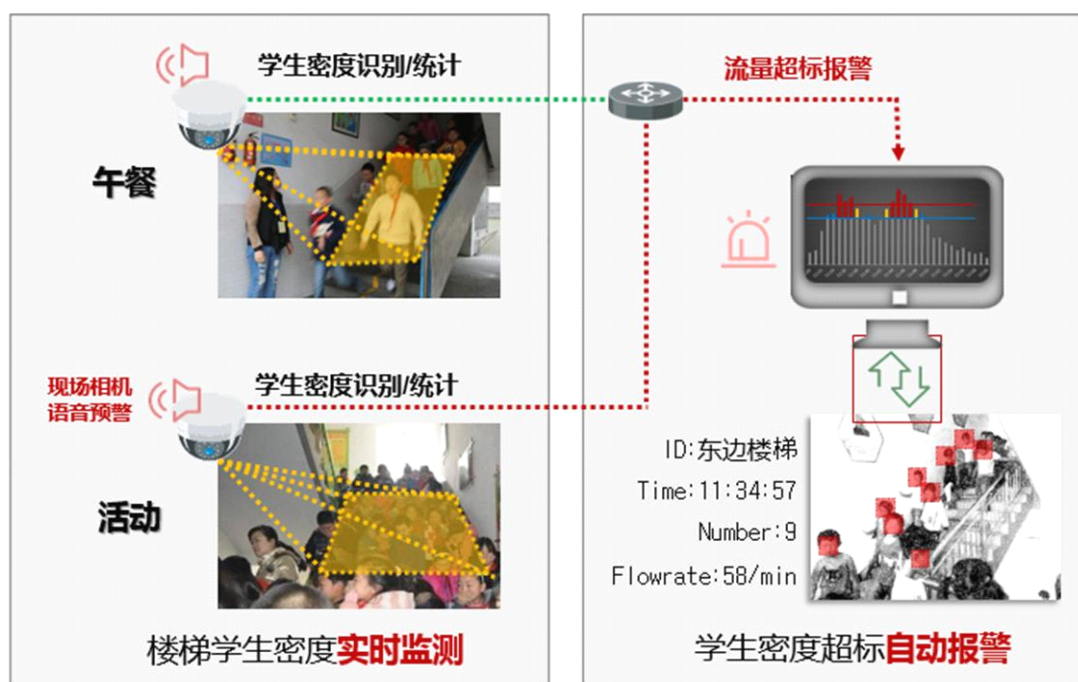 学生密度识别/统计
午餐
现场相机
语音预警
学生密度识别/统计
活动
楼梯学生密度实时监测
流量超标报警
ID:东边楼梯
Time:11:34:57
Number:9
Flowrate:58/min
学生密度超标自动报警